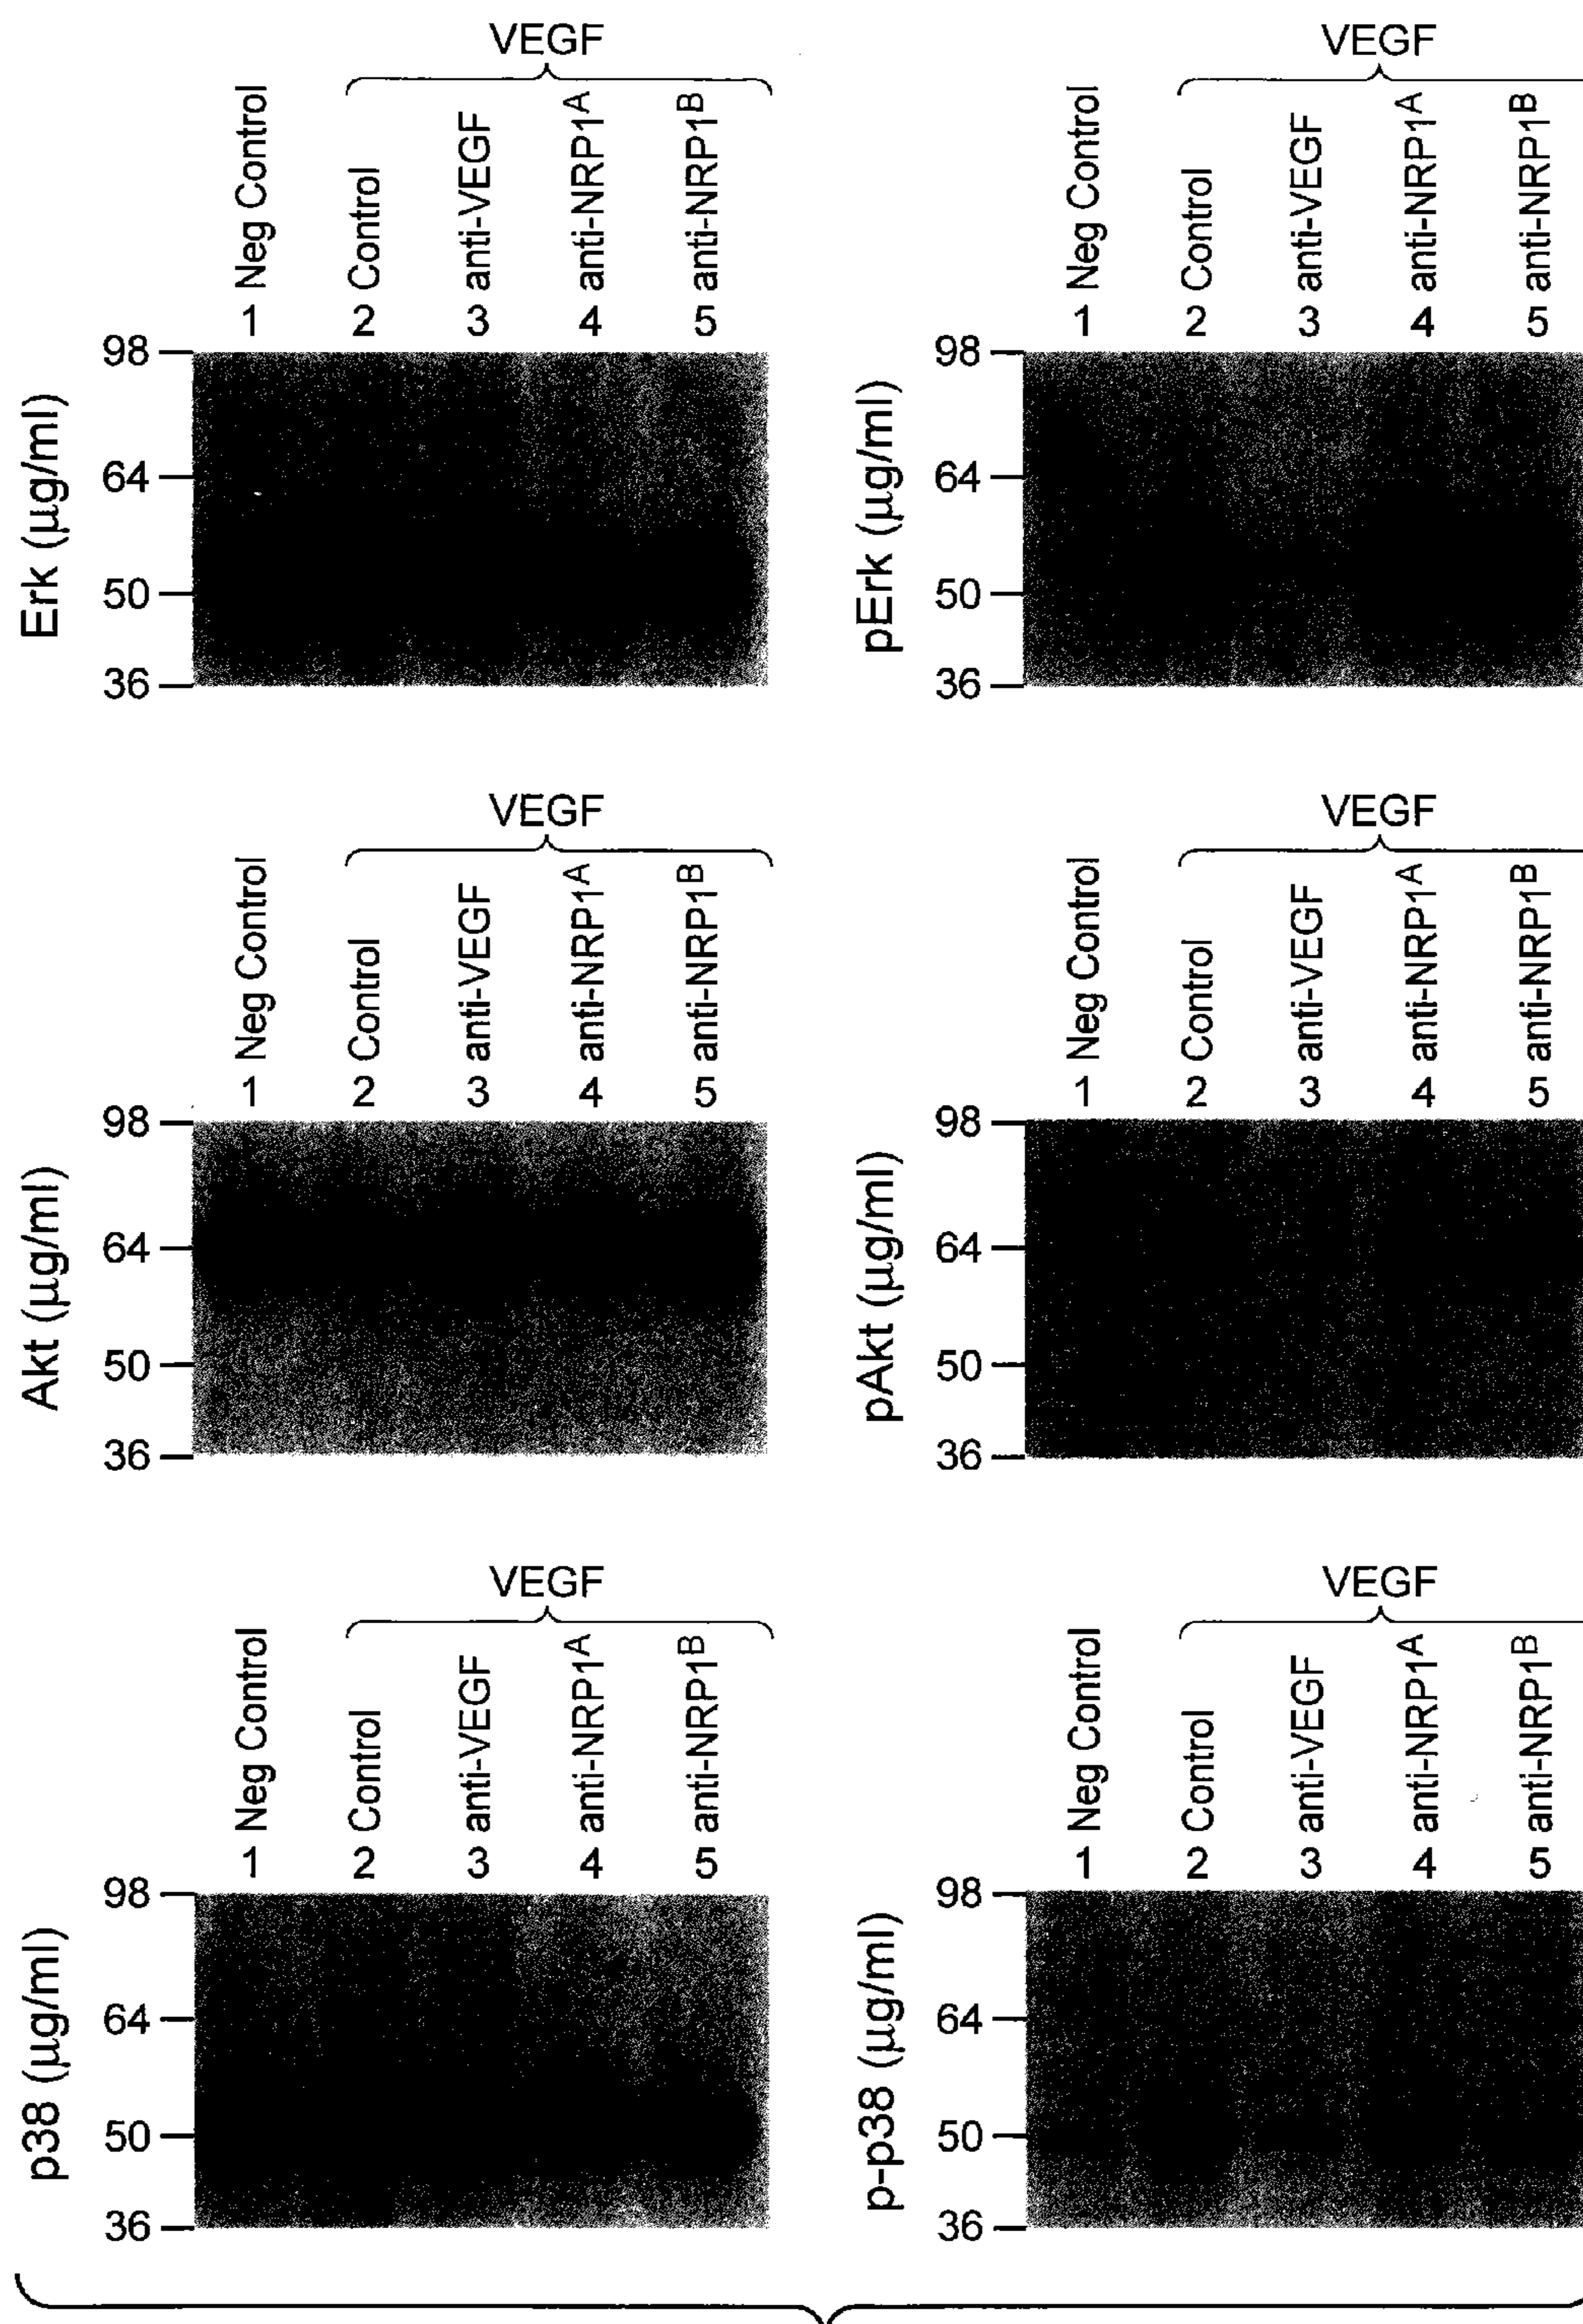 VEGF
Neg Control
Control
anti-VEGF
anti-NRP1A
anti-NRP1B
1 2 3 4 5
Erk (µg/ml)
98
64
50
36
VEGF
Neg Control
Control
anti-VEGF
anti-NRP1A
anti-NRP1B
1 2 3 4 5
pErk (µg/ml)
98
64
50
36
VEGF
Neg Control
Control
anti-VEGF
anti-NRP1A
anti-NRP1B
1 2 3 4 5
Akt (µg/ml)
98
64
50
36
VEGF
Neg Control
Control
anti-VEGF
anti-NRP1A
anti-NRP1B
1 2 3 4 5
pAkt (µg/ml)
98
64
50
36
VEGF
Neg Control
Control
anti-VEGF
anti-NRP1A
anti-NRP1B
1 2 3 4 5
p38 (µg/ml)
98
64
50
36
VEGF
Neg Control
Control
anti-VEGF
anti-NRP1A
anti-NRP1B
1 2 3 4 5
p-p38 (µg/ml)
98
64
50
36